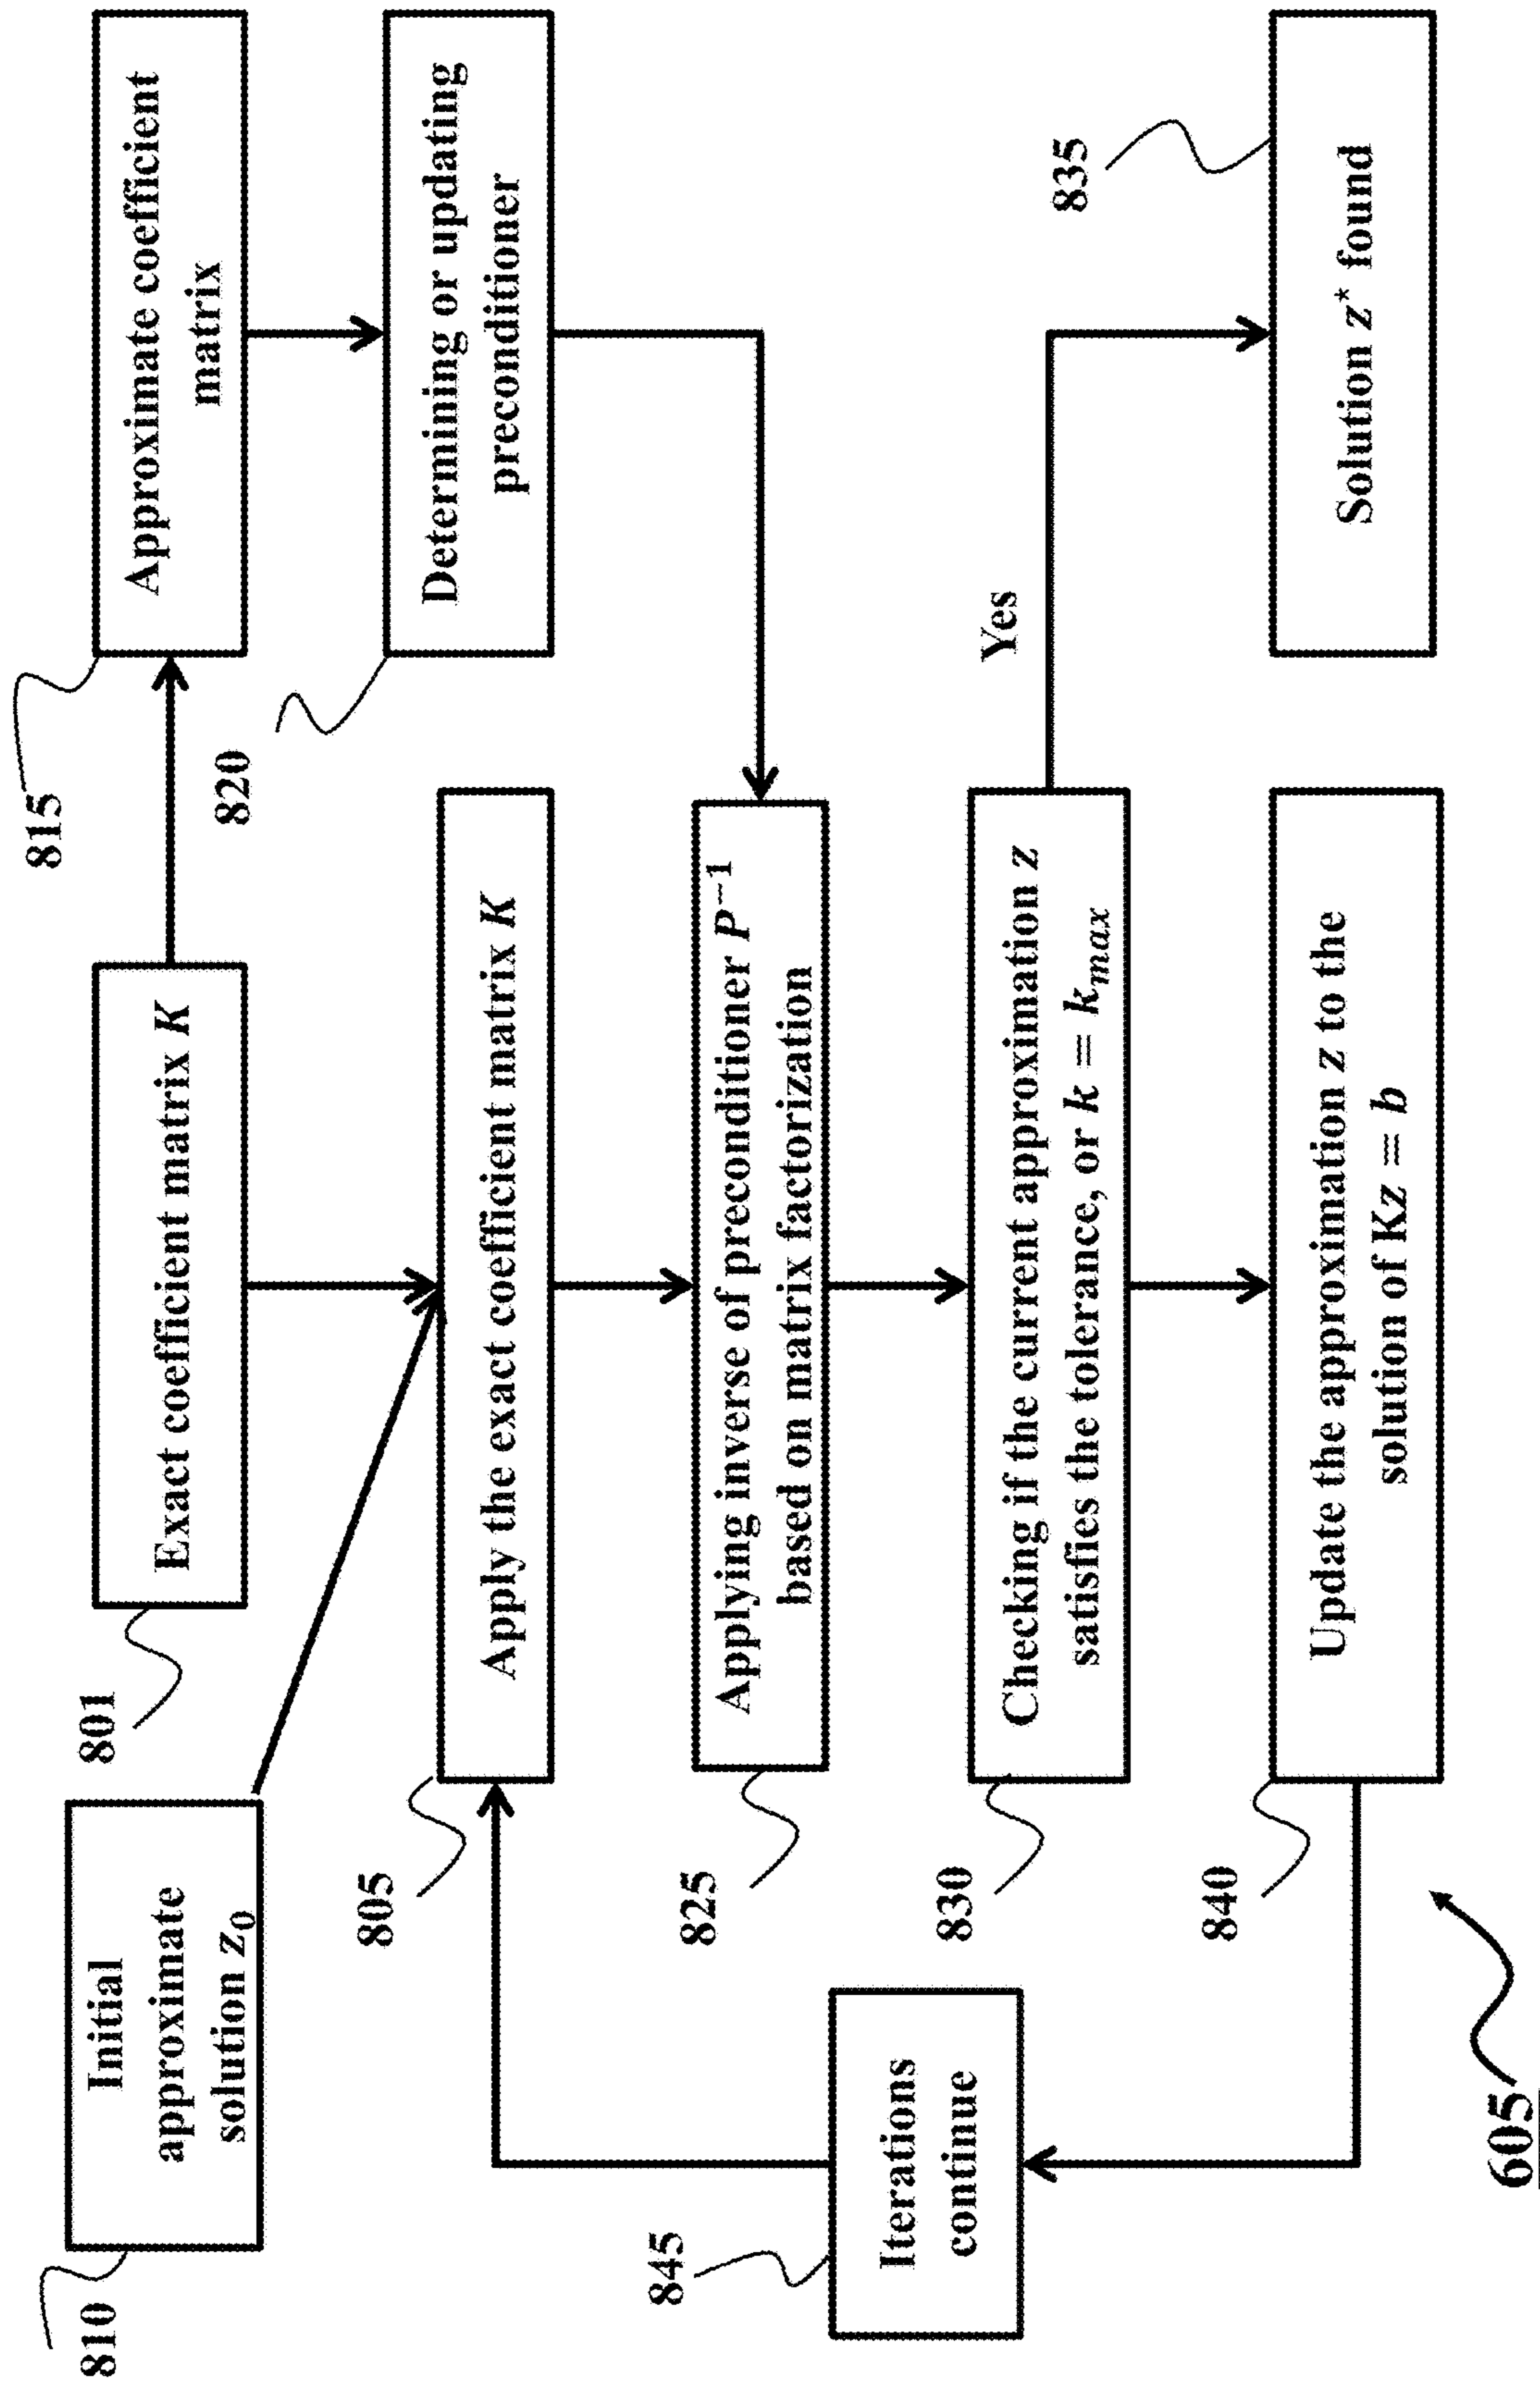 810
Initial
approximate
solution z₀
801
Exact coefficient matrix K
815
Approximate coefficient
matrix
820
Determining or updating
preconditioner
805
Apply the exact coefficient matrix K
825
Applying inverse of preconditioner P⁻¹
based on matrix factorization
830
Checking if the current approximation z
satisfies the tolerance, or k = kₘₐₓ
Yes
835
Solution z* found
840
Update the approximation z to the
solution of Kz = b
845
Iterations
continue
605